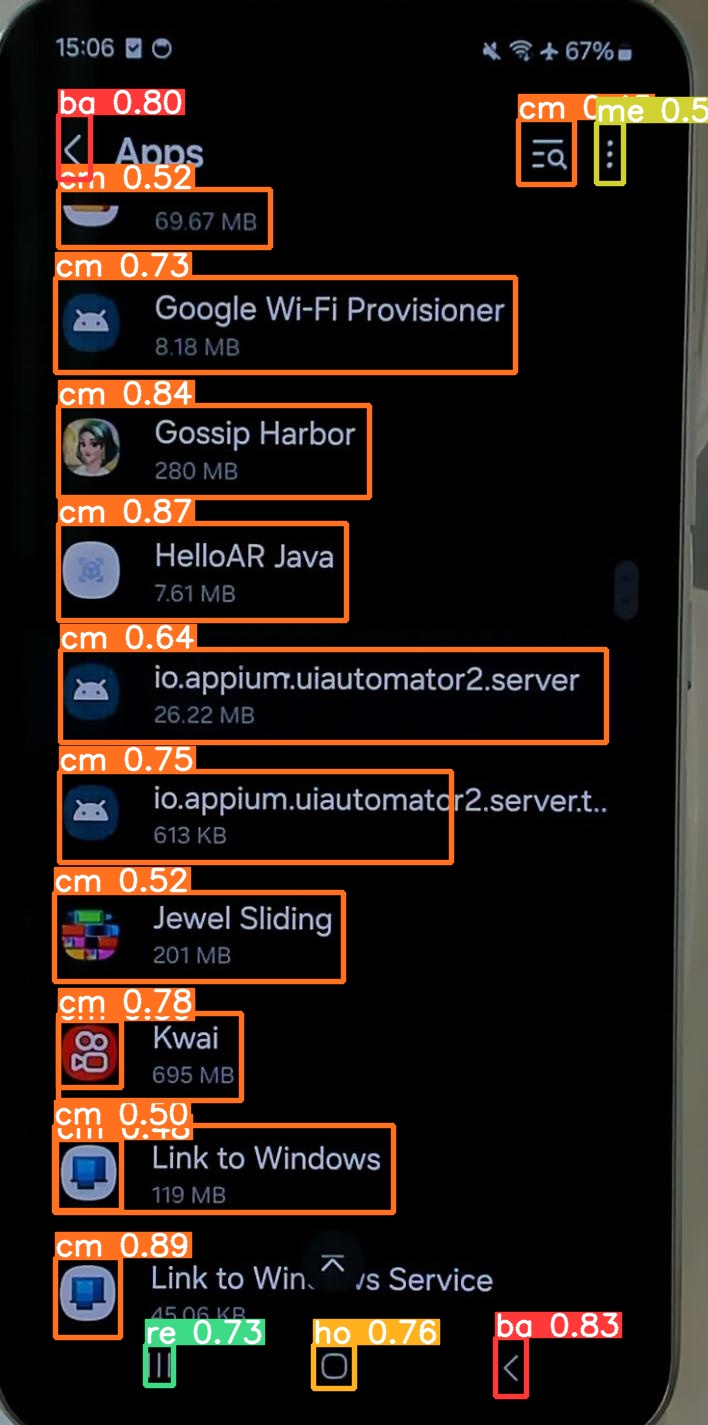 15:06
67%
ba 0.80
cm 0.
me 0.5
Apps
cm 0.52
69.67 MB
cm 0.73
Google Wi-Fi Provisioner
8.18 MB
cm 0.84
Gossip Harbor
280 MB
cm 0.87
HelloAR Java
7.61 MB
cm 0.64
io.appium.uiautomator2.server
26.22 MB
cm 0.75
io.appium.uiautomator2.server.t..
613 KB
cm 0.52
Jewel Sliding
201 MB
cm 0.78
Kwai
695 MB
cm 0.50
cm 0.48
Link to Windows
119 MB
cm 0.89
Link to Win vs Service
45.06 KB
re 0.73
ho 0.76
ba 0.83